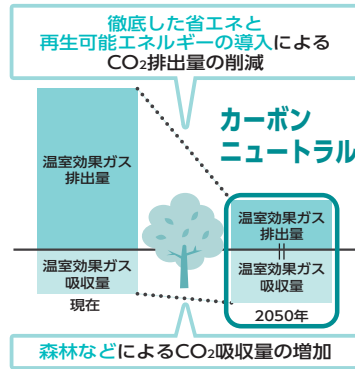 徹底した省エネと
再生可能エネルギーの導入による
CO₂排出量の削減
カーボン
ニュートラル
温室効果ガス
排出量
温室効果ガス
吸収量
現在
温室効果ガス
排出量
=
温室効果ガス
吸収量
2050年
森林などによるCO₂吸収量の増加